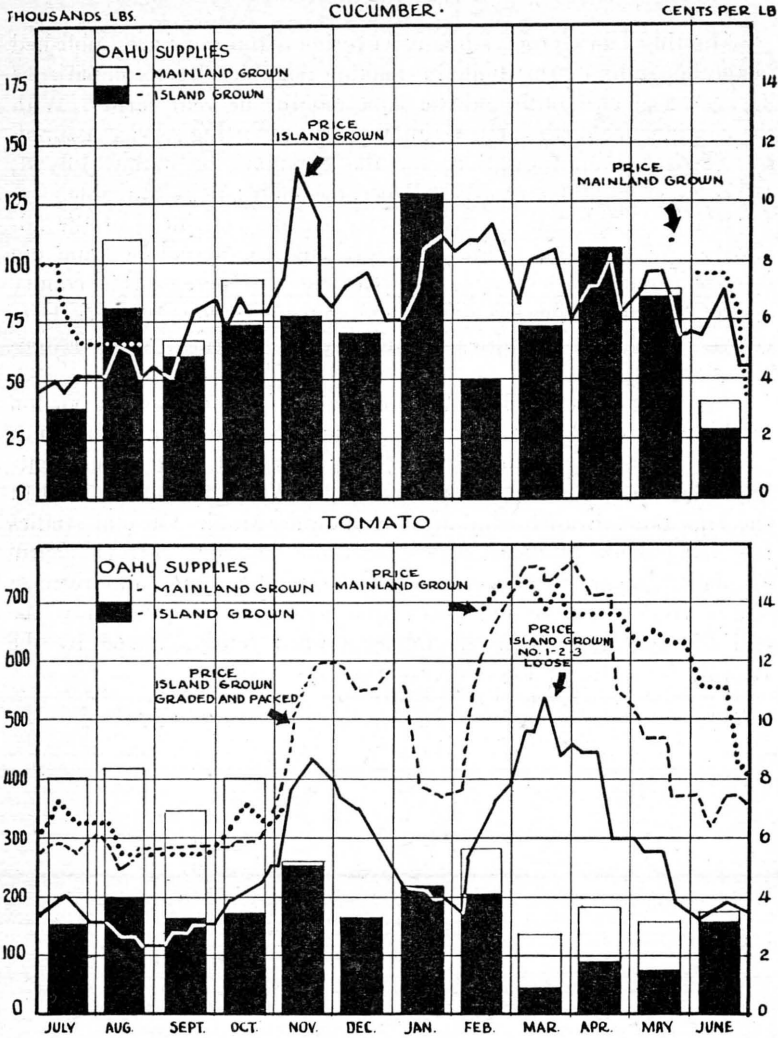 THOUSANDS LBS.
CUCUMBER.
CENTS PER LB
OAHU SUPPLIES
- MAINLAND GROWN
- ISLAND GROWN
PRICE
ISLAND GROWN
PRICE
MAINLAND GROWN
175
150
125
100
75
50
25
0
14
12
10
8
6
4
2
0
TOMATO
OAHU SUPPLIES
- MAINLAND GROWN
- ISLAND GROWN
PRICE
MAINLAND GROWN
PRICE
ISLAND GROWN
NO. 1-2-3
LOOSE
PRICE
ISLAND GROWN
GRADED AND PACKED
700
600
500
400
300
200
100
0
14
12
10
8
6
4
2
0
JULY AUG. SEPT. OCT. NOV. DEC. JAN. FEB. MAR. APR. MAY JUNE